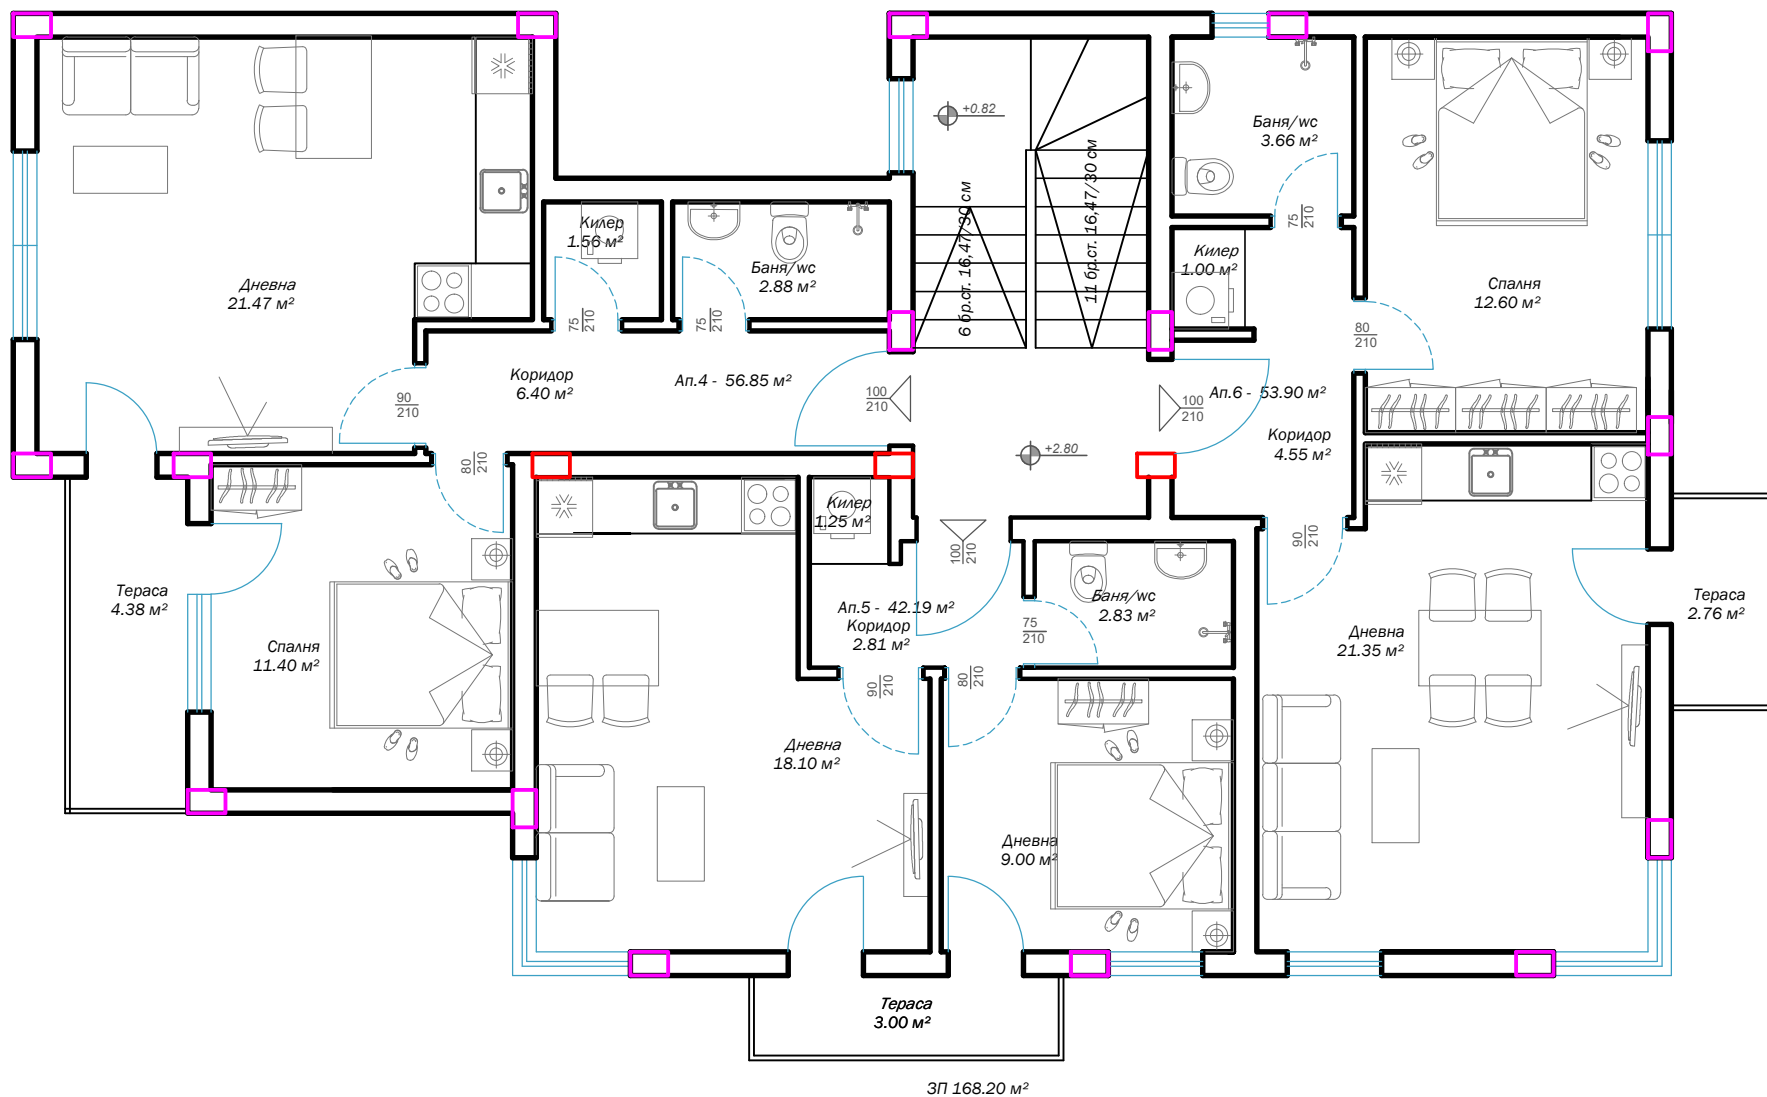 +0.82
Баня/wc
3.66 м²
75
210
Килер
1.56 м²
Баня/wc
2.88 м²
6 бр.ст. 16,47/30 см
11 бр.ст. 16,47/30 см
Килер
1.00 м²
Дневна
21.47 м²
Спалня
12.60 м²
75
210
75
210
80
210
Коридор
6.40 м²
Ап.4 - 56.85 м²
90
210
100
210
100
210
Ап.6 - 53.90 м²
Коридор
4.55 м²
80
210
+2.80
Килер
1.25 м²
100
210
90
210
Тераса
4.38 м²
Спалня
11.40 м²
Ап.5 - 42.19 м²
Коридор
2.81 м²
75
210
Баня/wc
2.83 м²
Дневна
21.35 м²
Тераса
2.76 м²
90
210
80
210
Дневна
18.10 м²
Дневна
9.00 м²
Тераса
3.00 м²
ЗП 168.20 м²